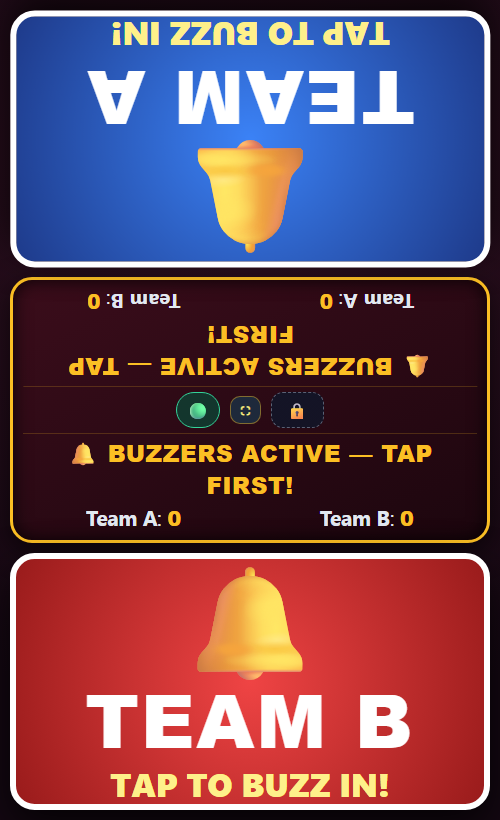 TAP TO BUZZ IN!
TEAM A
Team B: 0 Team A: 0
FIRST!
BUZZERS ACTIVE — TAP
BUZZERS ACTIVE — TAP
FIRST!
Team A: 0 Team B: 0
TEAM B
TAP TO BUZZ IN!